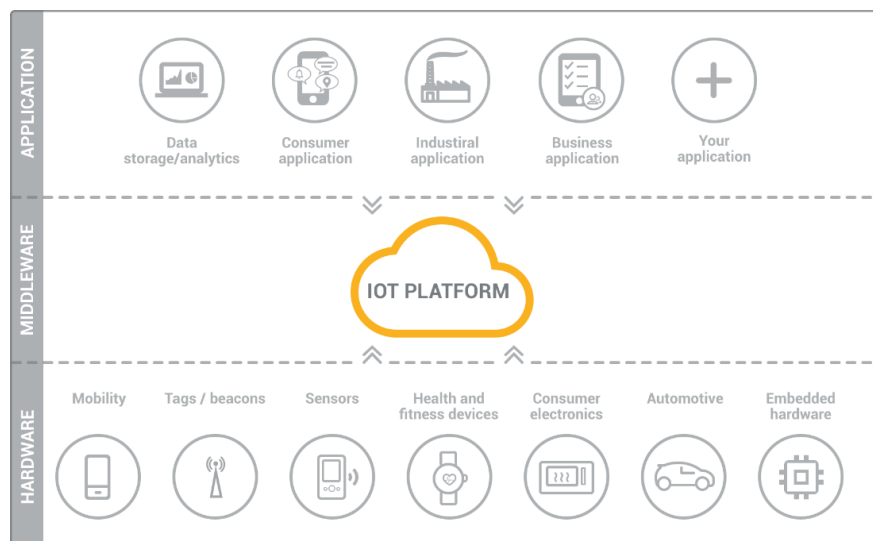 APPLICATION
Data
storage/analytics
Consumer
application
Industiral
application
Business
application
Your
application
MIDDLEWARE
IOT PLATFORM
HARDWARE
Mobility
Tags / beacons
Sensors
Health and
fitness devices
Consumer
electronics
Automotive
Embedded
hardware